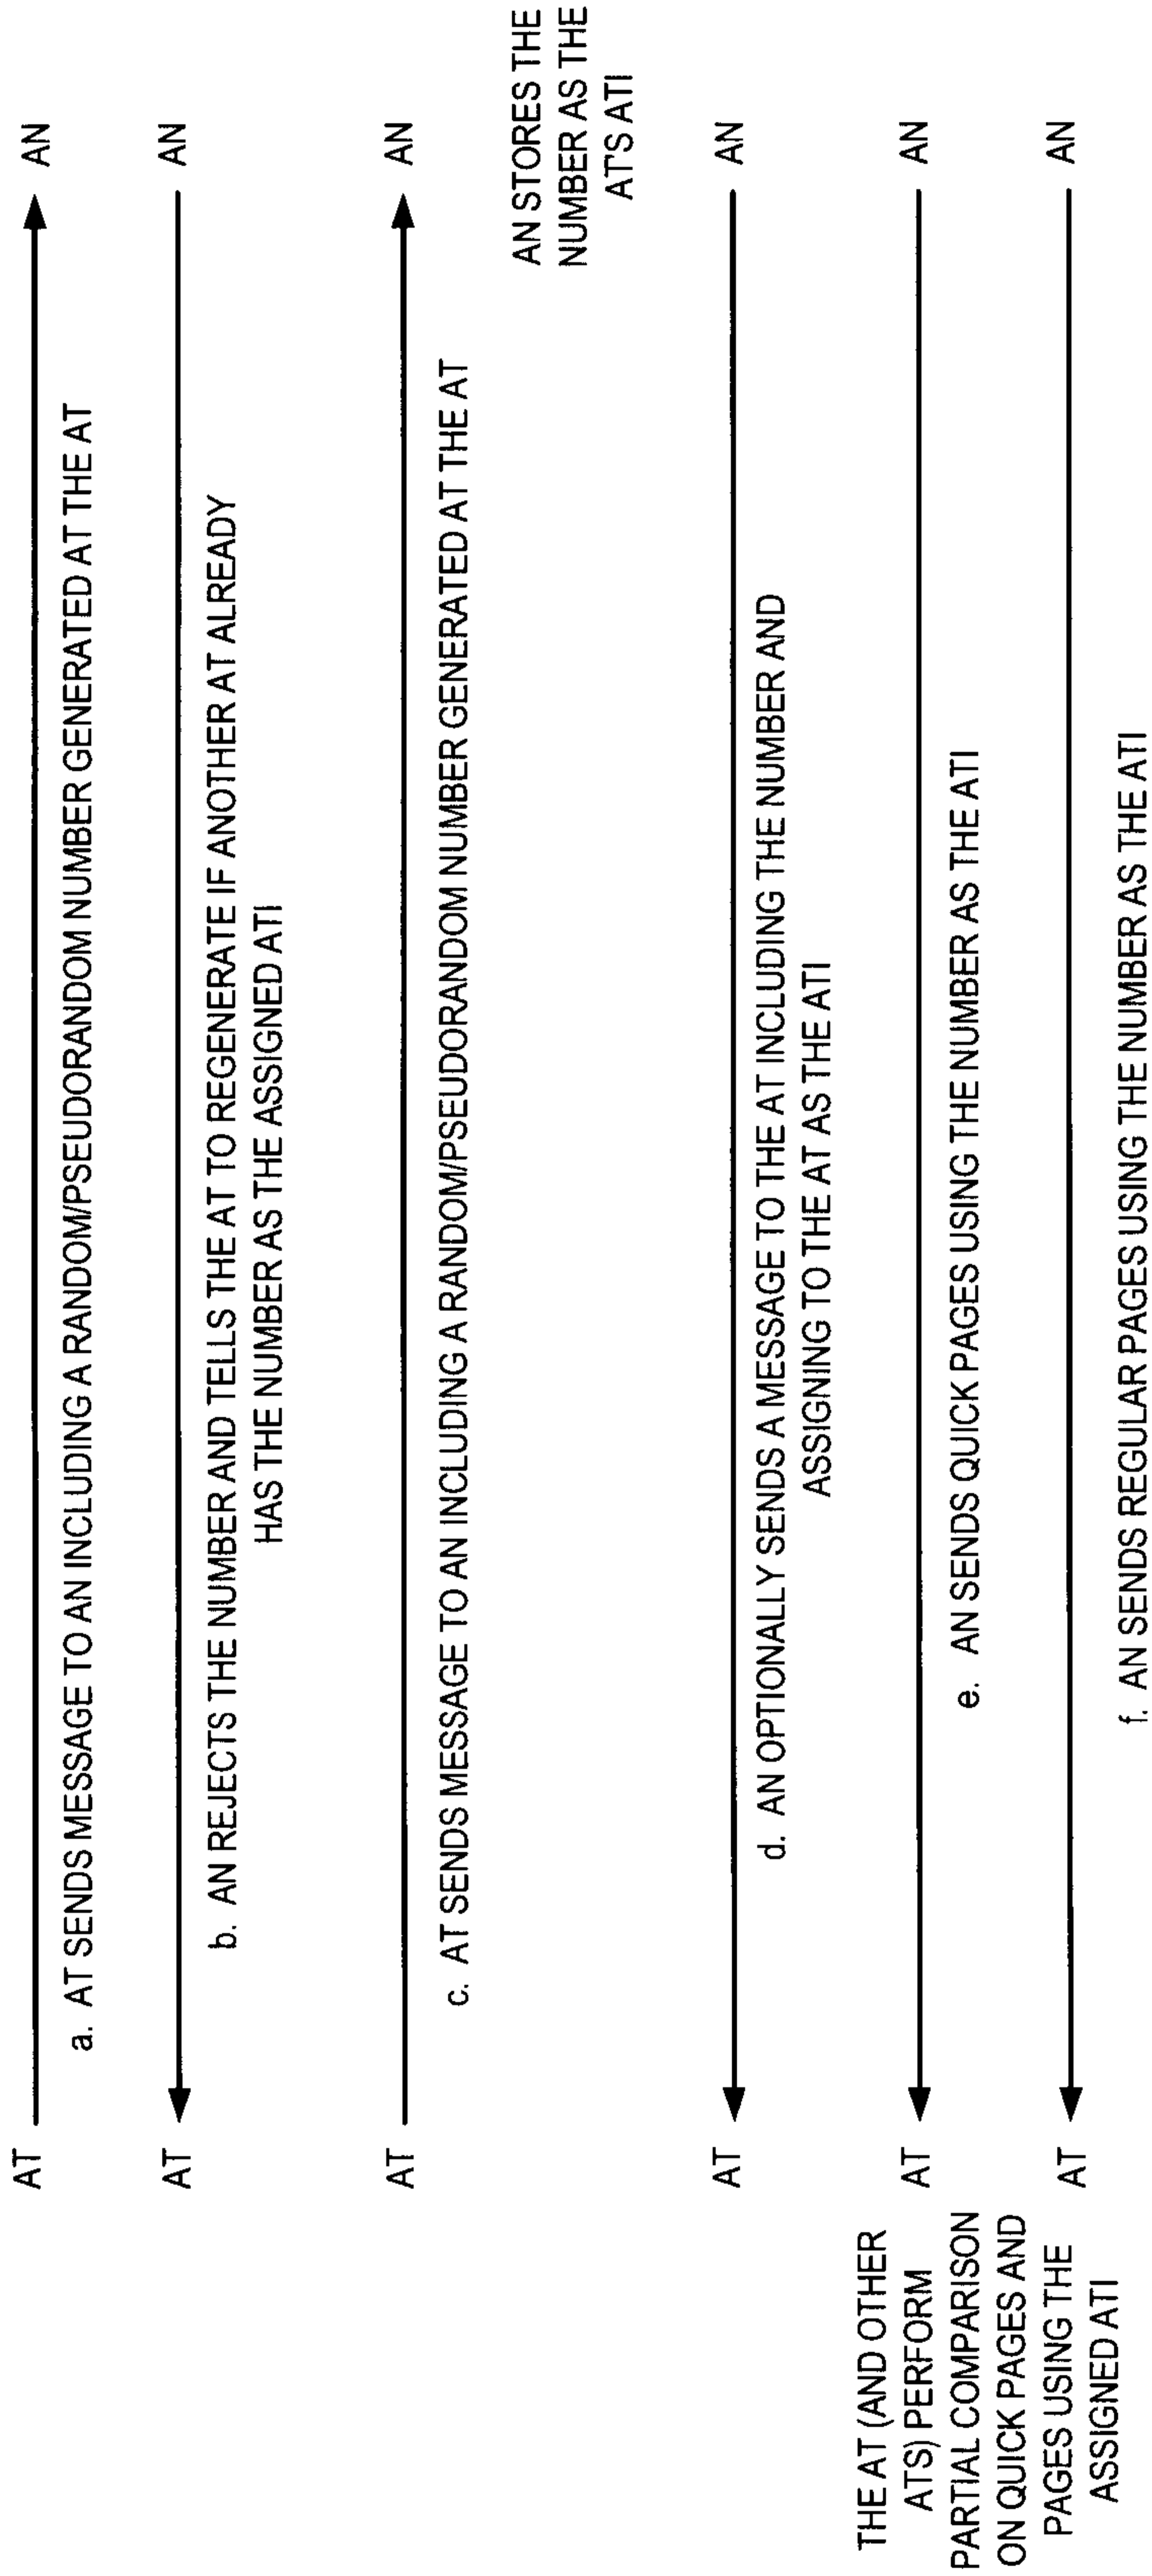 AT AN
a. AT SENDS MESSAGE TO AN INCLUDING A RANDOM/PSEUDORANDOM NUMBER GENERATED AT THE AT
AT AN
b. AN REJECTS THE NUMBER AND TELLS THE AT TO REGENERATE IF ANOTHER AT ALREADY
HAS THE NUMBER AS THE ASSIGNED ATI
AT AN
c. AT SENDS MESSAGE TO AN INCLUDING A RANDOM/PSEUDORANDOM NUMBER GENERATED AT THE AT
AN STORES THE
NUMBER AS THE
AT'S ATI
AT AN
d. AN OPTIONALLY SENDS A MESSAGE TO THE AT INCLUDING THE NUMBER AND
ASSIGNING TO THE AT AS THE ATI
THE AT (AND OTHER
ATS) PERFORM
PARTIAL COMPARISON
ON QUICK PAGES AND
PAGES USING THE
ASSIGNED ATI
AT AN
e. AN SENDS QUICK PAGES USING THE NUMBER AS THE ATI
AT AN
f. AN SENDS REGULAR PAGES USING THE NUMBER AS THE ATI